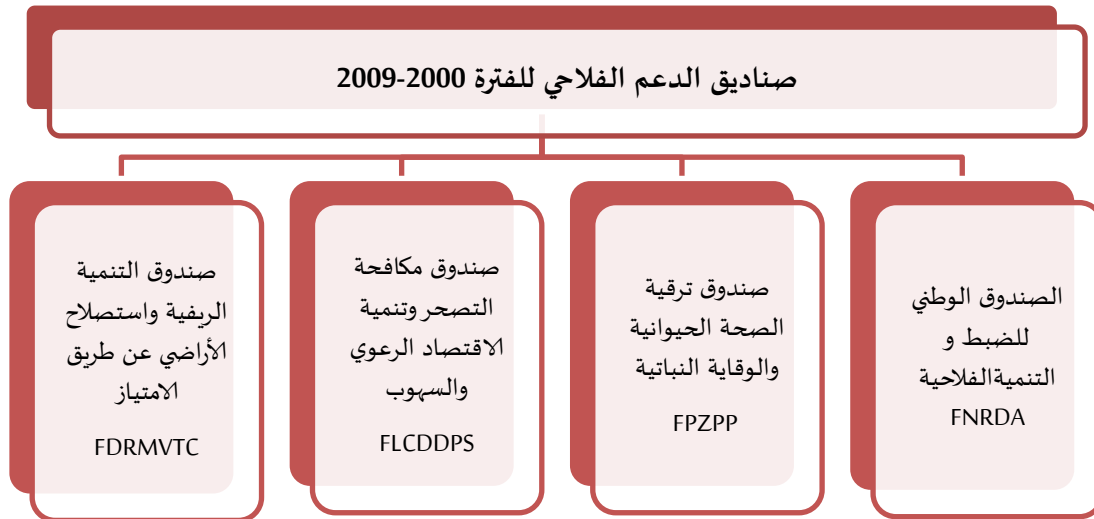 صناديق الدعم الفلاحي للفترة 2000-2009
الصندوق الوطني
للضبط و
التنميةالفلاحية
FNRDA
صندوق ترقية
الصحة الحيوانية
والوقاية النباتية
FPZPP
صندوق مكافحة
التصحر وتنمية
الاقتصاد الرعوي
والسهوب
FLCDDPS
صندوق التنمية
الريفية واستصلاح
الأراضي عن طريق
الامتياز
FDRMVTC